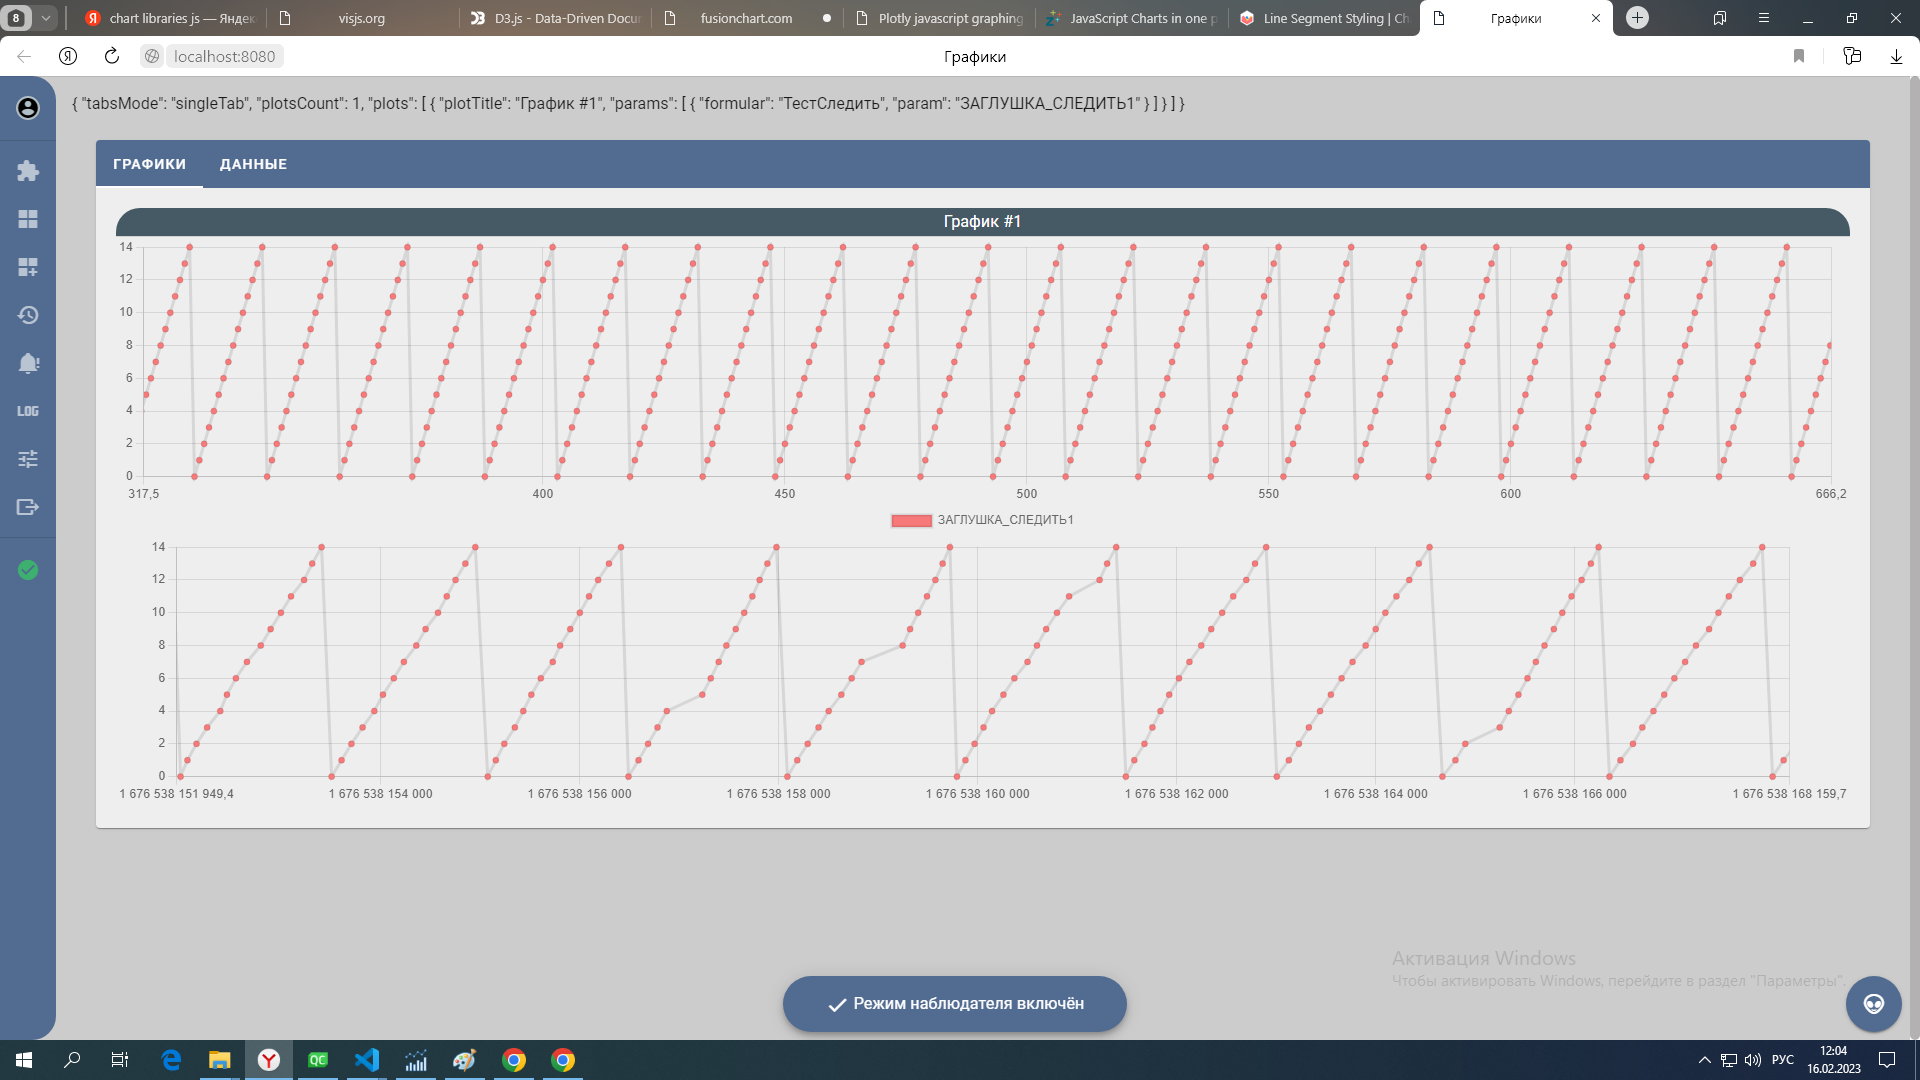 8
chart libraries js — Яндек
visjs.org
D3.js - Data-Driven Docur
fusionchart.com
Plotly javascript graphing
JavaScript Charts in one p
Line Segment Styling | Ch
Графики
localhost:8080
Графики
{ "tabsMode": "singleTab", "plotsCount": 1, "plots": [ { "plotTitle": "График #1", "params": [ { "formular": "ТестСледить", "param": "ЗАГЛУШКА_СЛЕДИТЬ1" } ] } ] }
ГРАФИКИ ДАННЫЕ
LOG
График #1
14
12
10
8
6
4
2
0
317,5 400 450 500 550 600 666,2
ЗАГЛУШКА_СЛЕДИТЬ1
14
12
10
8
6
4
2
0
1 676 538 151 949,4 1 676 538 154 000 1 676 538 156 000 1 676 538 158 000 1 676 538 160 000 1 676 538 162 000 1 676 538 164 000 1 676 538 166 000 1 676 538 168 159,7
Активация Windows
Чтобы активировать Windows, перейдите в раздел "Параметры".
Режим наблюдателя включён
QC
РУС
12:04
16.02.2023